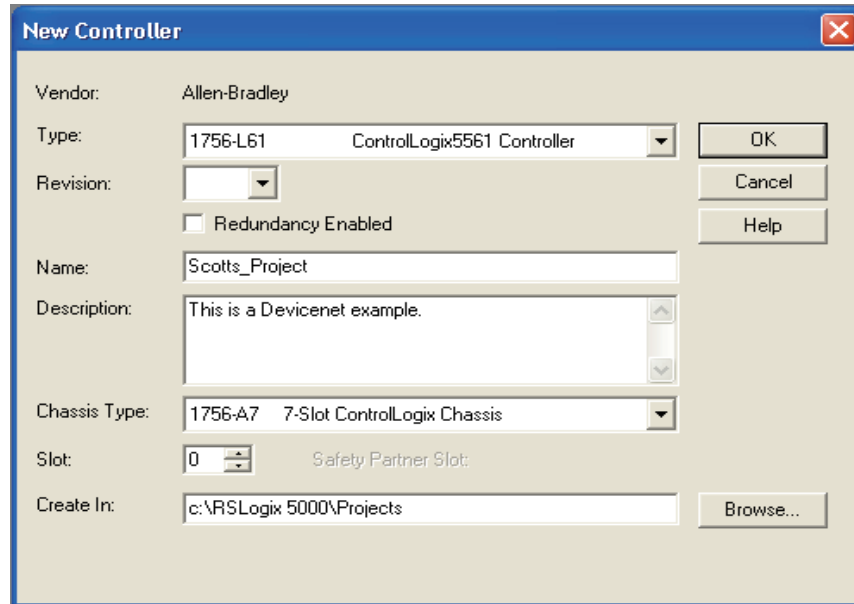 New Controller
Vendor: Allen-Bradley
Type: 1756-L61 ControlLogix5561 Controller OK
Revision: Cancel
Redundancy Enabled Help
Name: Scotts_Project
Description: This is a Devicenet example.
Chassis Type: 1756-A7 7-Slot ControlLogix Chassis
Slot: 0 Safety Partner Slot:
Create In: c:\RSLogix 5000\Projects Browse...